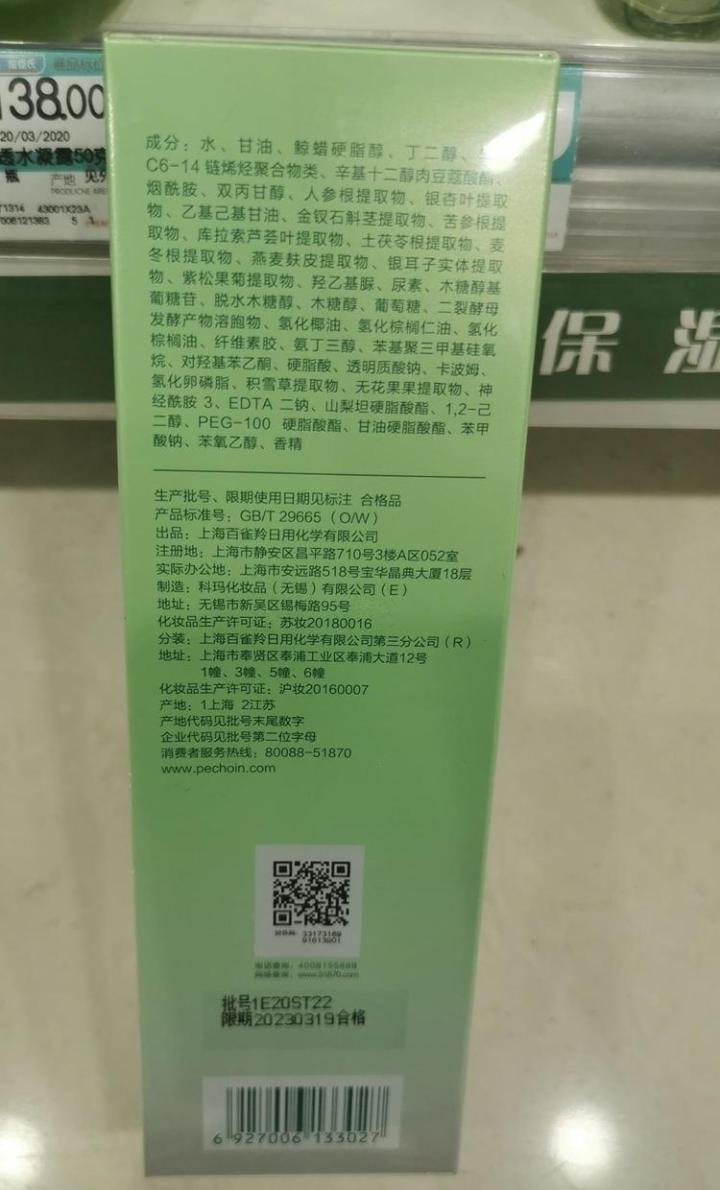 138.00
20/03/2020
透水凝露50克
瓶 产地 见外
43001X23A
成分：水、甘油、鲸蜡硬脂醇、丁二醇、
C6-14 链烯烃聚合物类、辛基十二醇肉豆蔻酸酯、
烟酰胺、双丙甘醇、人参根提取物、银杏叶提取
物、乙基己基甘油、金钗石斛茎提取物、苦参根提
取物、库拉索芦荟叶提取物、土茯苓根提取物、麦
冬根提取物、燕麦麸皮提取物、银耳子实体提取
物、紫松果菊提取物、羟乙基脲、尿素、木糖醇基
葡糖苷、脱水木糖醇、木糖醇、葡萄糖、二裂酵母
发酵产物溶胞物、氢化椰油、氢化棕榈仁油、氢化
棕榈油、纤维素胶、氨丁三醇、苯基聚三甲基硅氧
烷、对羟基苯乙酮、硬脂酸、透明质酸钠、卡波姆、
氢化卵磷脂、积雪草提取物、无花果果提取物、神
经酰胺 3、EDTA 二钠、山梨坦硬脂酸酯、1,2-己
二醇、PEG-100 硬脂酸酯、甘油硬脂酸酯、苯甲
酸钠、苯氧乙醇、香精
生产批号、限期使用日期见标注 合格品
产品标准号：GB/T 29665（O/W）
出品：上海百雀羚日用化学有限公司
注册地：上海市静安区昌平路710号3楼A区052室
实际办公地：上海市安远路518号宝华晶典大厦18层
制造：科玛化妆品（无锡）有限公司（E）
地址：无锡市新吴区锡梅路95号
化妆品生产许可证：苏妆20180016
分装：上海百雀羚日用化学有限公司第三分公司（R）
地址：上海市奉贤区奉浦工业区奉浦大道12号
1幢、3幢、5幢、6幢
化妆品生产许可证：沪妆20160007
产地：1上海 2江苏
产地代码见批号末尾数字
企业代码见批号第二位字母
消费者服务热线：80088-51870
www.pechoin.com
33173169
91613901
批号1E20ST22
限期20230319合格
6 927006 133027
保 湿